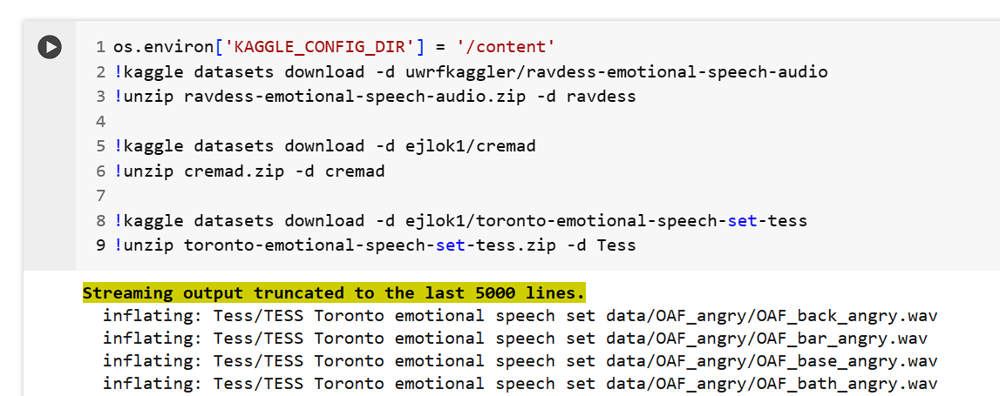 1 os.environ['KAGGLE_CONFIG_DIR'] = '/content'
2 !kaggle datasets download -d uwrfkaggler/ravdess-emotional-speech-audio
3 !unzip ravdess-emotional-speech-audio.zip -d ravdess
4
5 !kaggle datasets download -d ejlok1/cremad
6 !unzip cremad.zip -d cremad
7
8 !kaggle datasets download -d ejlok1/toronto-emotional-speech-set-tess
9 !unzip toronto-emotional-speech-set-tess.zip -d Tess
Streaming output truncated to the last 5000 lines.
inflating: Tess/TESS Toronto emotional speech set data/OAF_angry/OAF_back_angry.wav
inflating: Tess/TESS Toronto emotional speech set data/OAF_angry/OAF_bar_angry.wav
inflating: Tess/TESS Toronto emotional speech set data/OAF_angry/OAF_base_angry.wav
inflating: Tess/TESS Toronto emotional speech set data/OAF_angry/OAF_bath_angry.wav